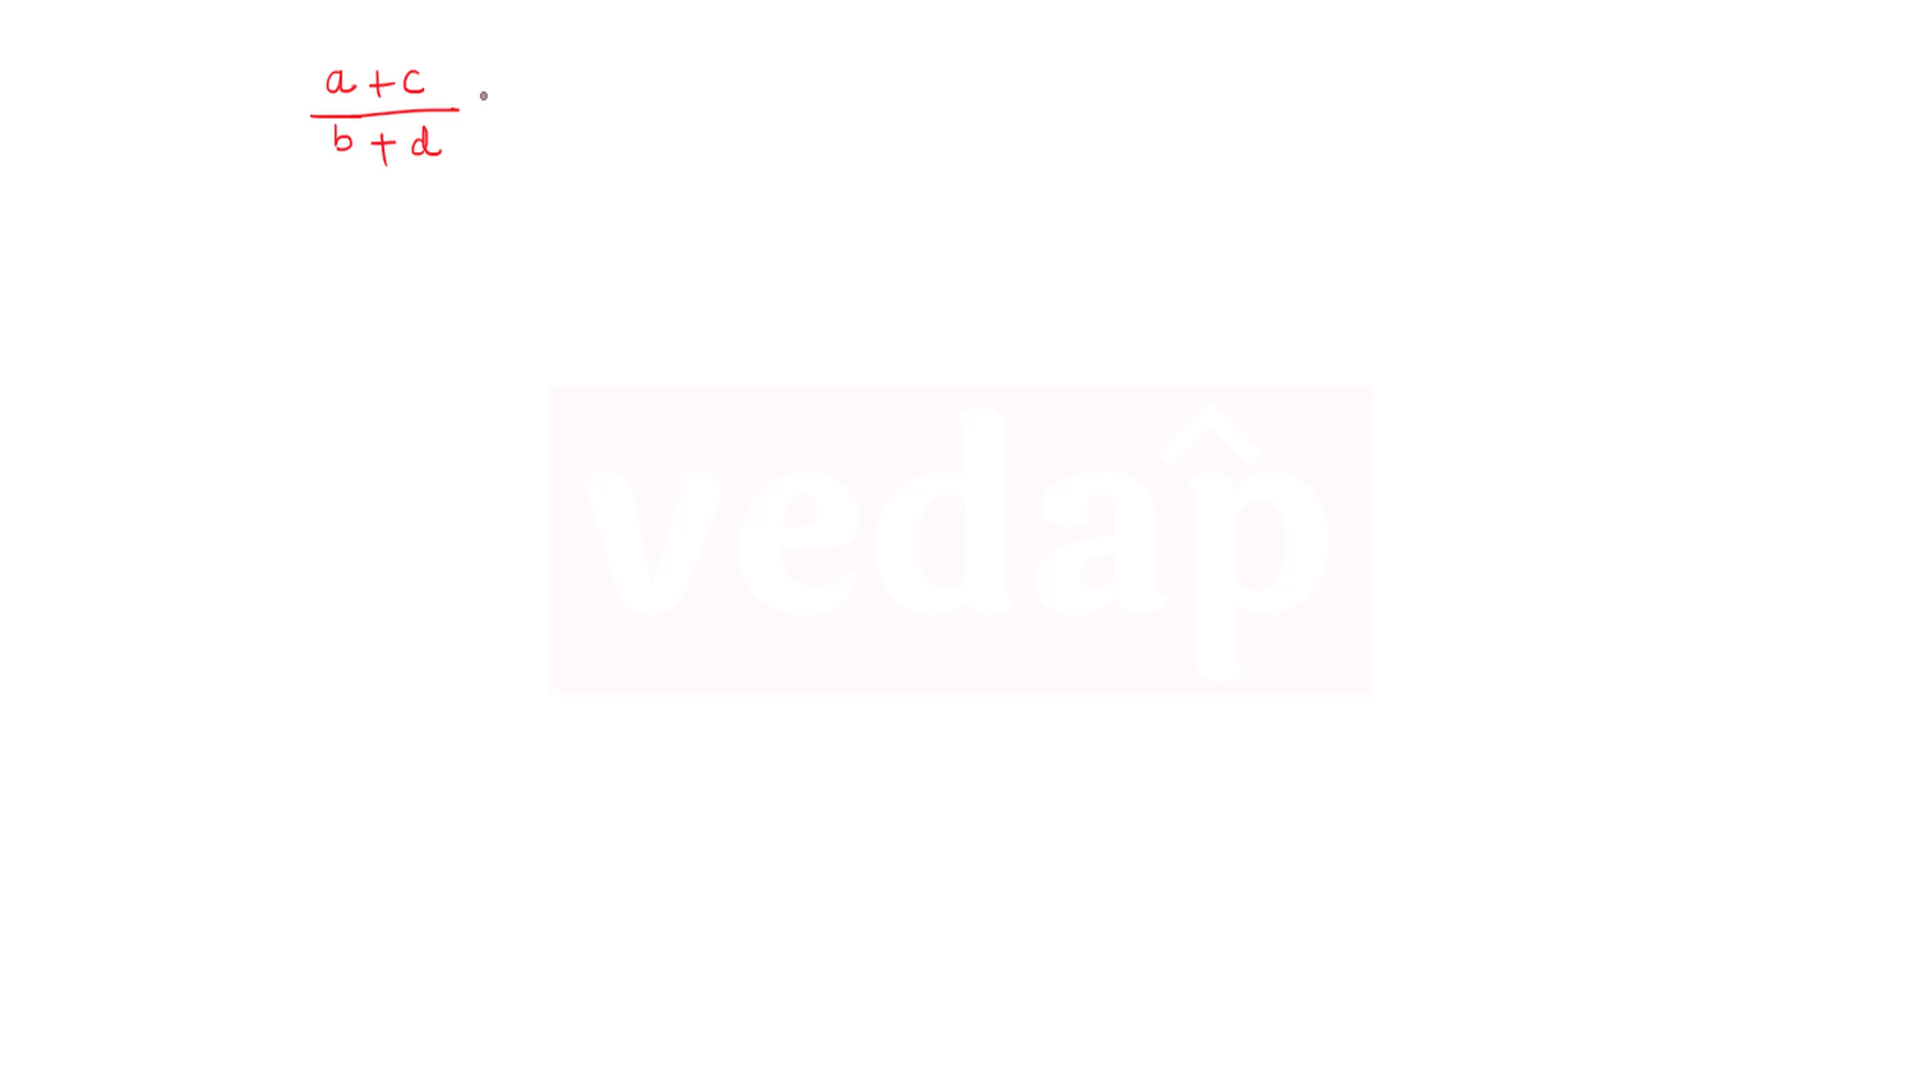 a + c
b + d
vedap̂